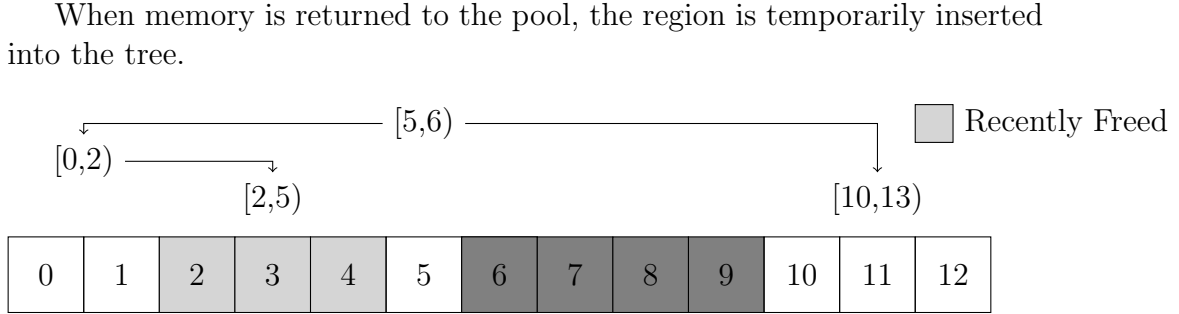 When memory is returned to the pool, the region is temporarily inserted
into the tree.
[5,6)
Recently Freed
[0,2)
[2,5)
[10,13)
0 1 2 3 4 5 6 7 8 9 10 11 12